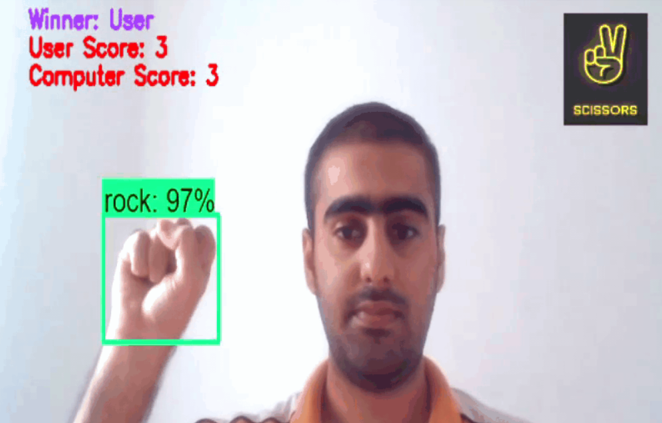 Winner: User
User Score: 3
Computer Score: 3
SCISSORS
rock: 97%